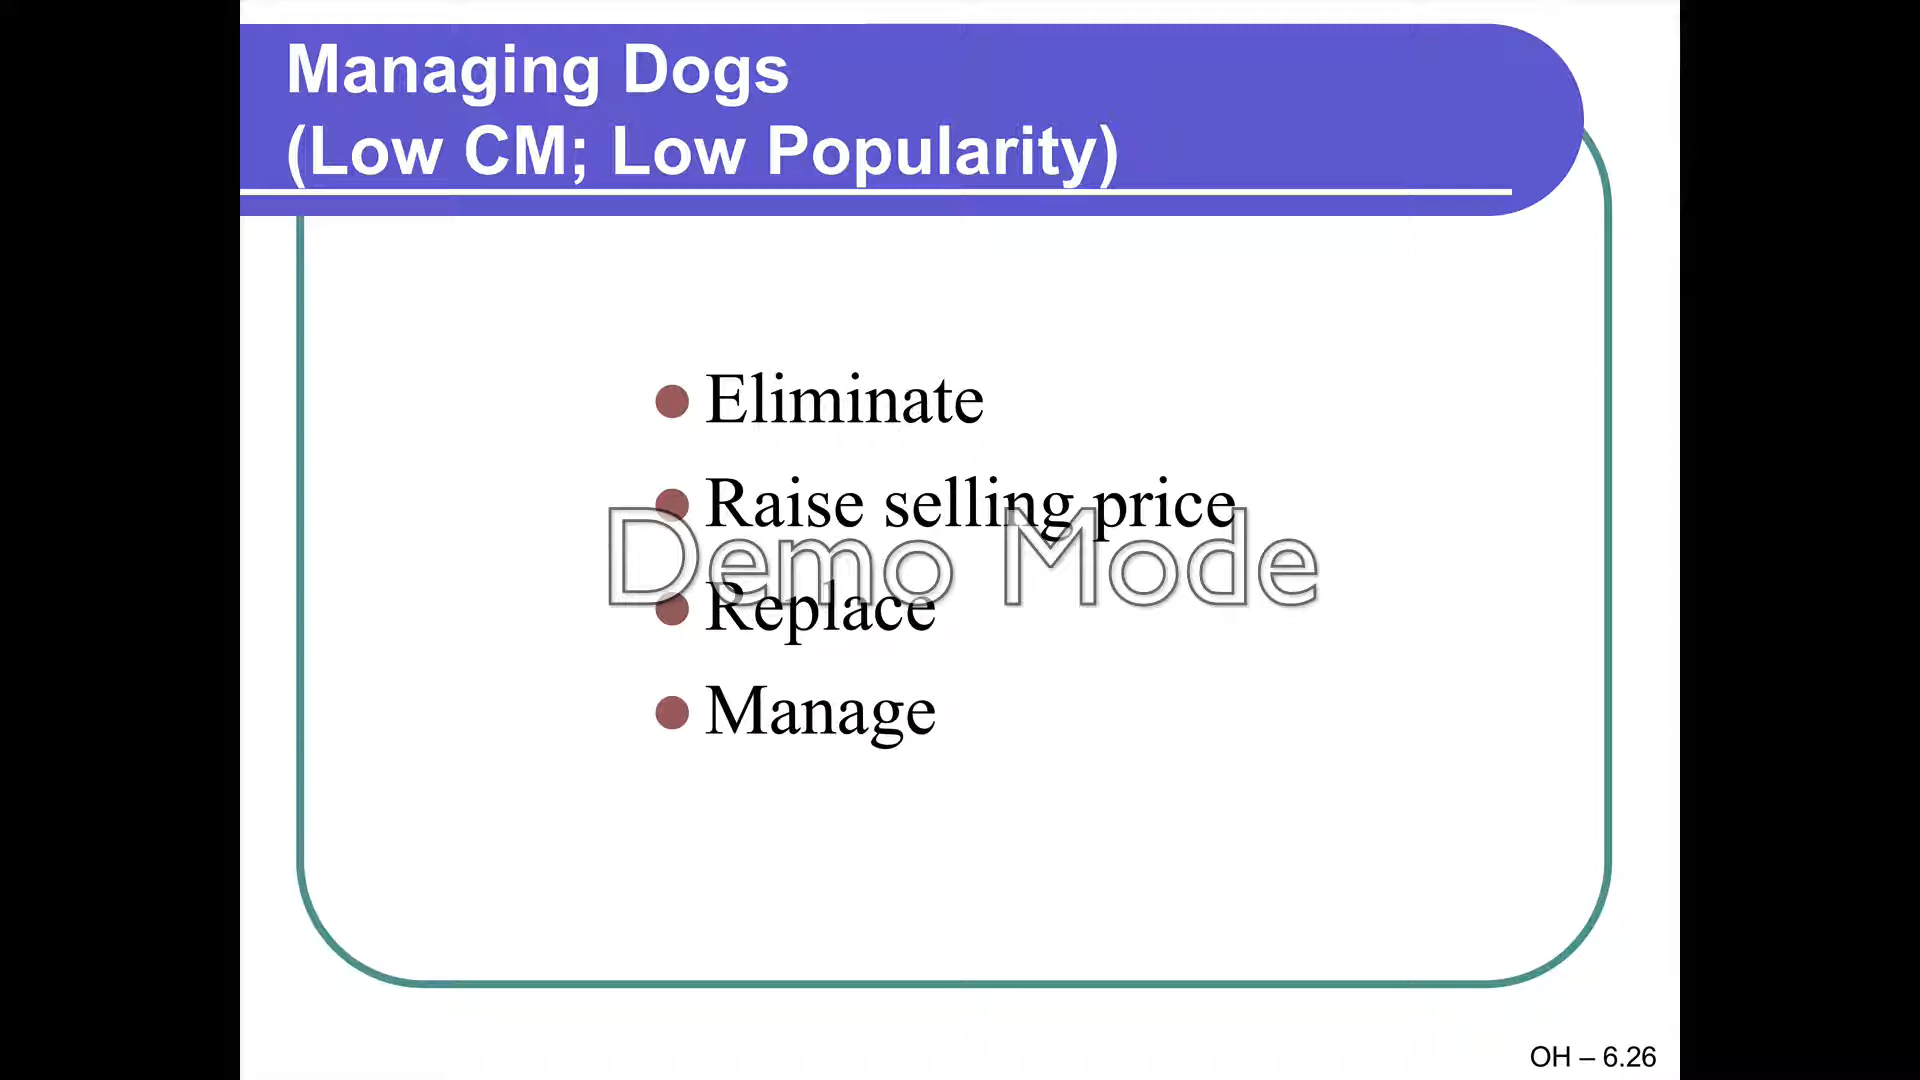 Managing Dogs
(Low CM; Low Popularity)
Eliminate
Raise selling price
Demo Mode
Replace
Manage
OH – 6.26